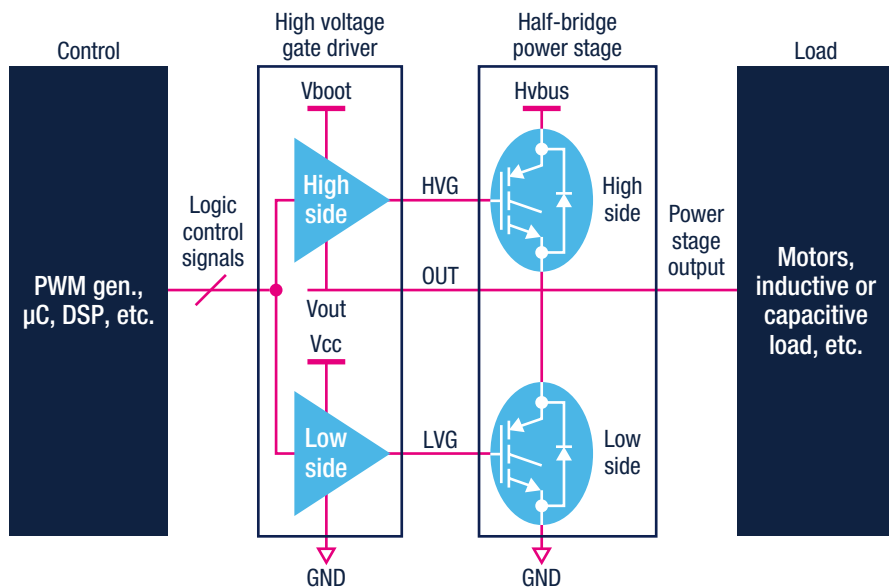 Control
High voltage
gate driver
Half-bridge
power stage
Load
Vboot
Hvbus
High
side
HVG
High
side
Logic
control
signals
Power
stage
output
PWM gen.,
µC, DSP, etc.
OUT
Vout
Motors,
inductive or
capacitive
load, etc.
Vcc
Low
side
LVG
Low
side
GND
GND